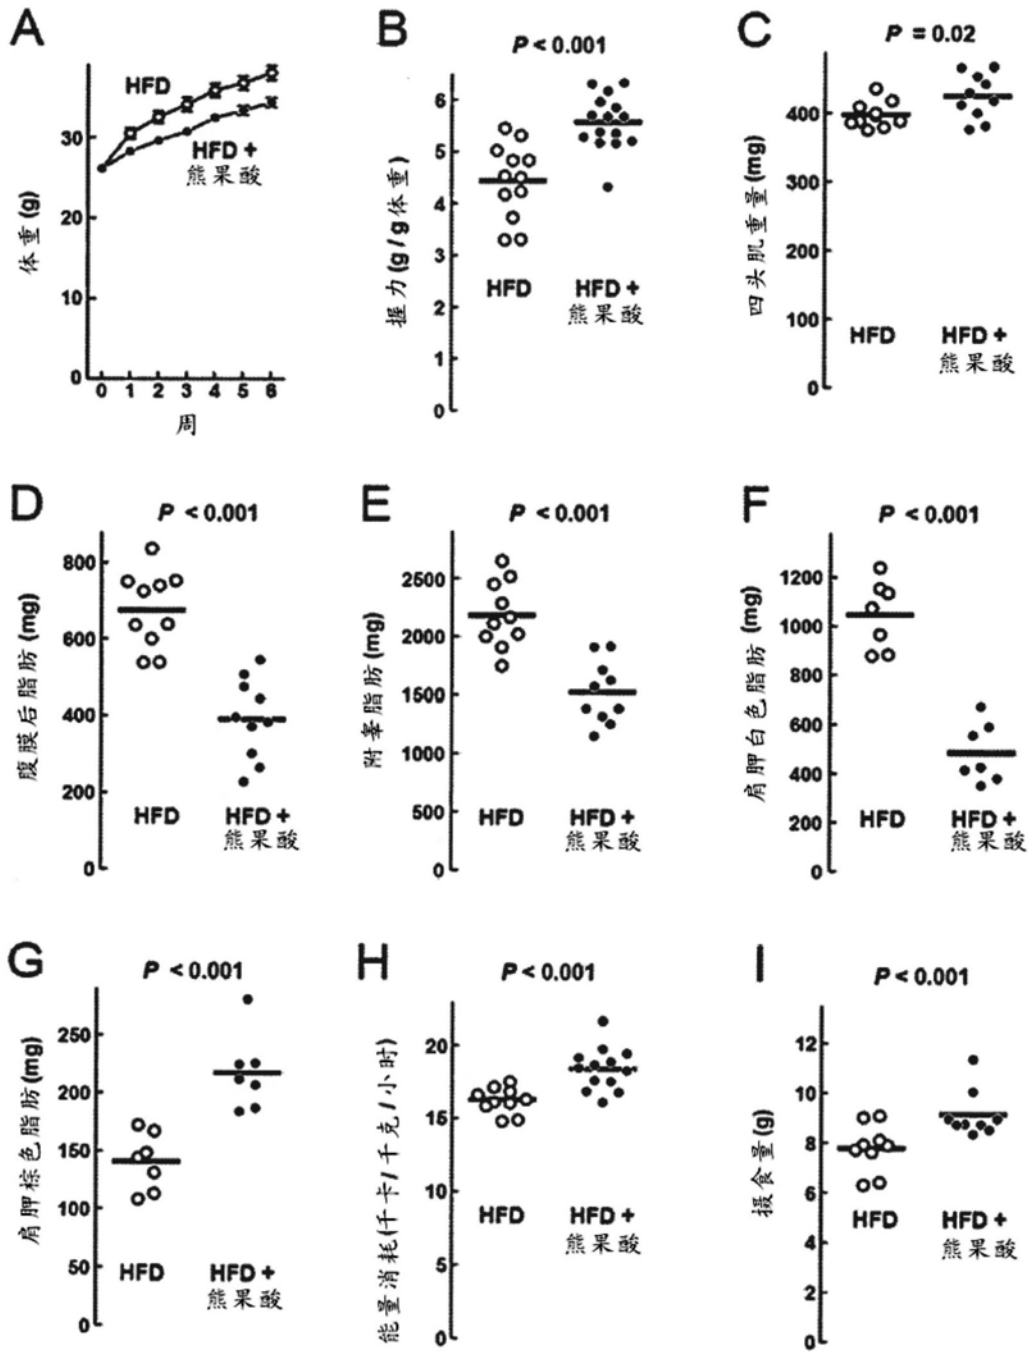 A
体重 (g)
30
20
10
0
HFD
HFD +
熊果酸
0 1 2 3 4 5 6
周
B
P < 0.001
握力 (g / g 体重)
6
5
4
3
2
1
0
HFD
HFD +
熊果酸
C
P = 0.02
四头肌重量 (mg)
400
300
200
100
0
HFD
HFD +
熊果酸
D
P < 0.001
腹膜后脂肪 (mg)
800
600
400
200
0
HFD
HFD +
熊果酸
E
P < 0.001
附睾脂肪 (mg)
2500
2000
1500
1000
500
0
HFD
HFD +
熊果酸
F
P < 0.001
肩胛白色脂肪 (mg)
1200
1000
800
600
400
200
0
HFD
HFD +
熊果酸
G
P < 0.001
肩胛棕色脂肪 (mg)
250
200
150
100
50
0
HFD
HFD +
熊果酸
H
P < 0.001
能量消耗(千卡 / 千克 / 小时)
20
15
10
5
0
HFD
HFD +
熊果酸
I
P < 0.001
摄食量 (g)
12
10
8
6
4
2
0
HFD
HFD +
熊果酸